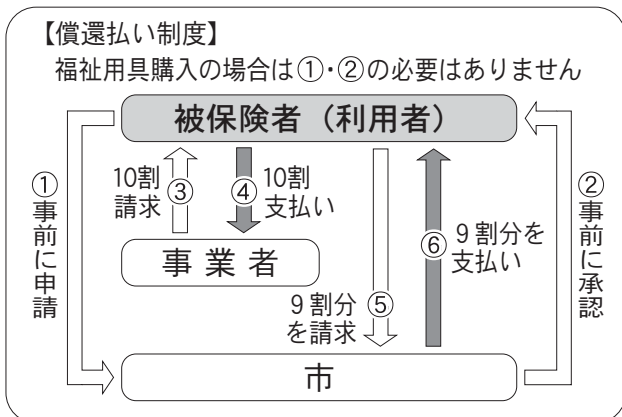 【償還払い制度】
福祉用具購入の場合は①・②の必要はありません
被保険者（利用者）
①事前に申請
10割
請求
③
④
10割
支払い
事業者
9割分
を請求
⑤
⑥
9割分を
支払い
②事前に承認
市